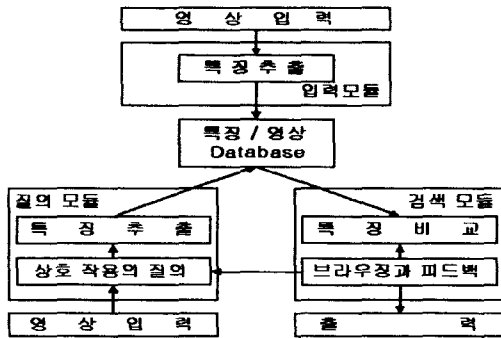 영 상 입 력
특 징 추 출
입력모듈
특징 / 영상
Database
질의 모듈
검색 모듈
특 징 추 출
특 징 비 교
상호 작용의 질의
브라우징과 피드백
영 상 입 력
출 력